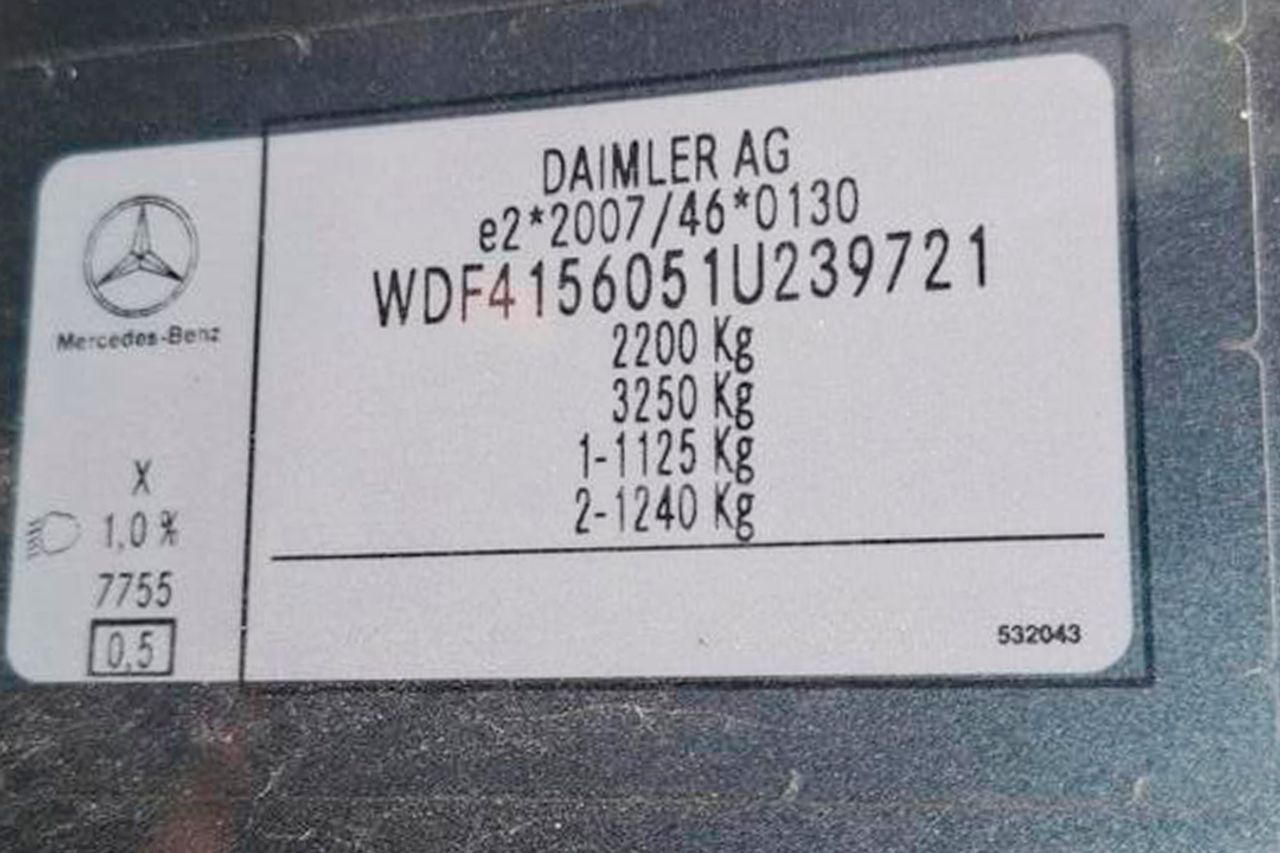 Mercedes-Benz
X
1,0 %
7755
0,5
DAIMLER AG
e2*2007/46*0130
WDF4156051U239721
2200 Kg
3250 Kg
1-1125 Kg
2-1240 Kg
532043